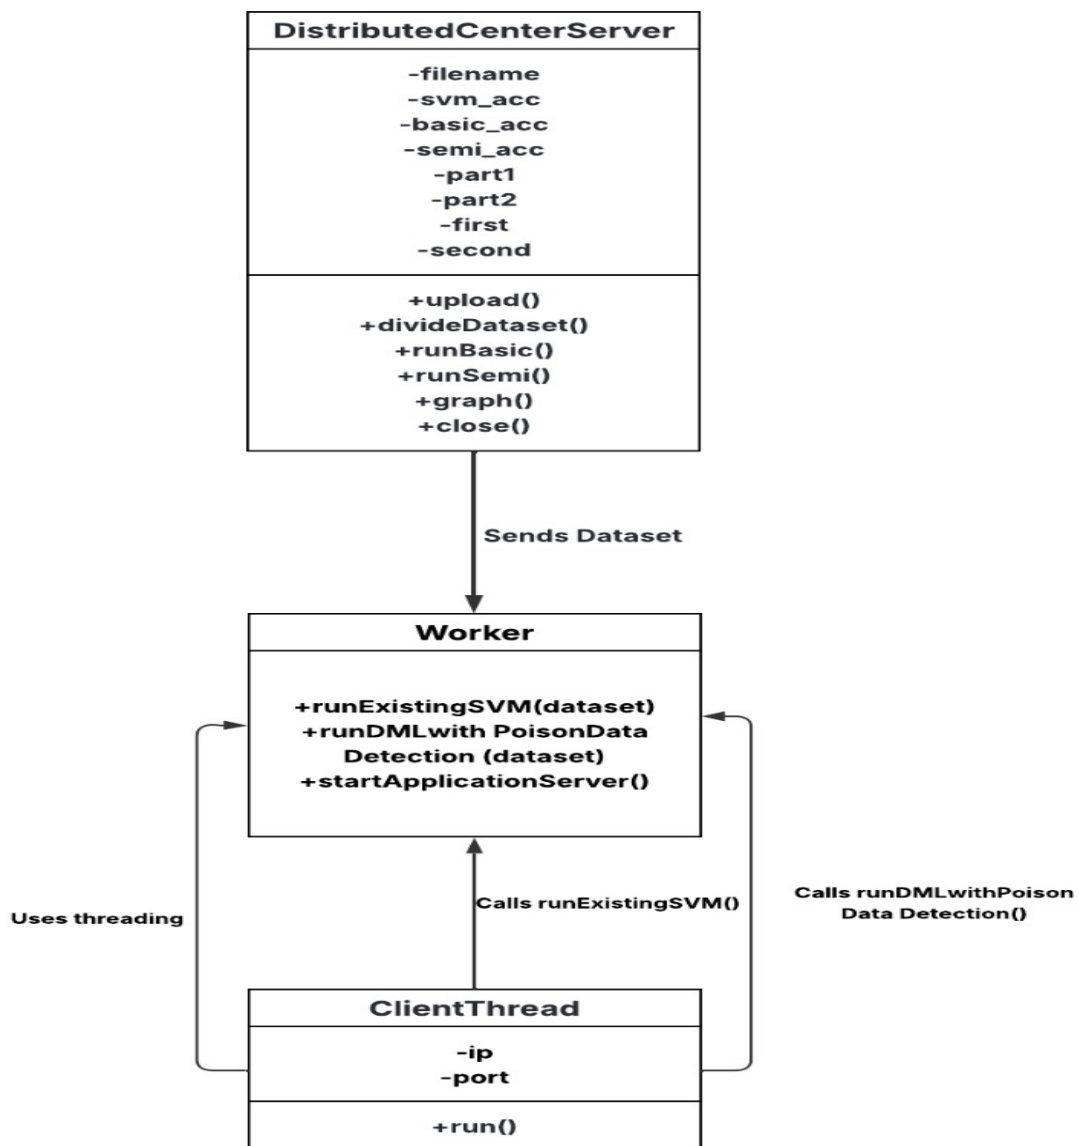 DistributedCenterServer
-filename
-svm_acc
-basic_acc
-semi_acc
-part1
-part2
-first
-second
+upload()
+divideDataset()
+runBasic()
+runSemi()
+graph()
+close()
Sends Dataset
Worker
+runExistingSVM(dataset)
+runDMLwith PoisonData
Detection (dataset)
+startApplicationServer()
Uses threading
Calls runExistingSVM()
Calls runDMLwithPoison
Data Detection()
ClientThread
-ip
-port
+run()